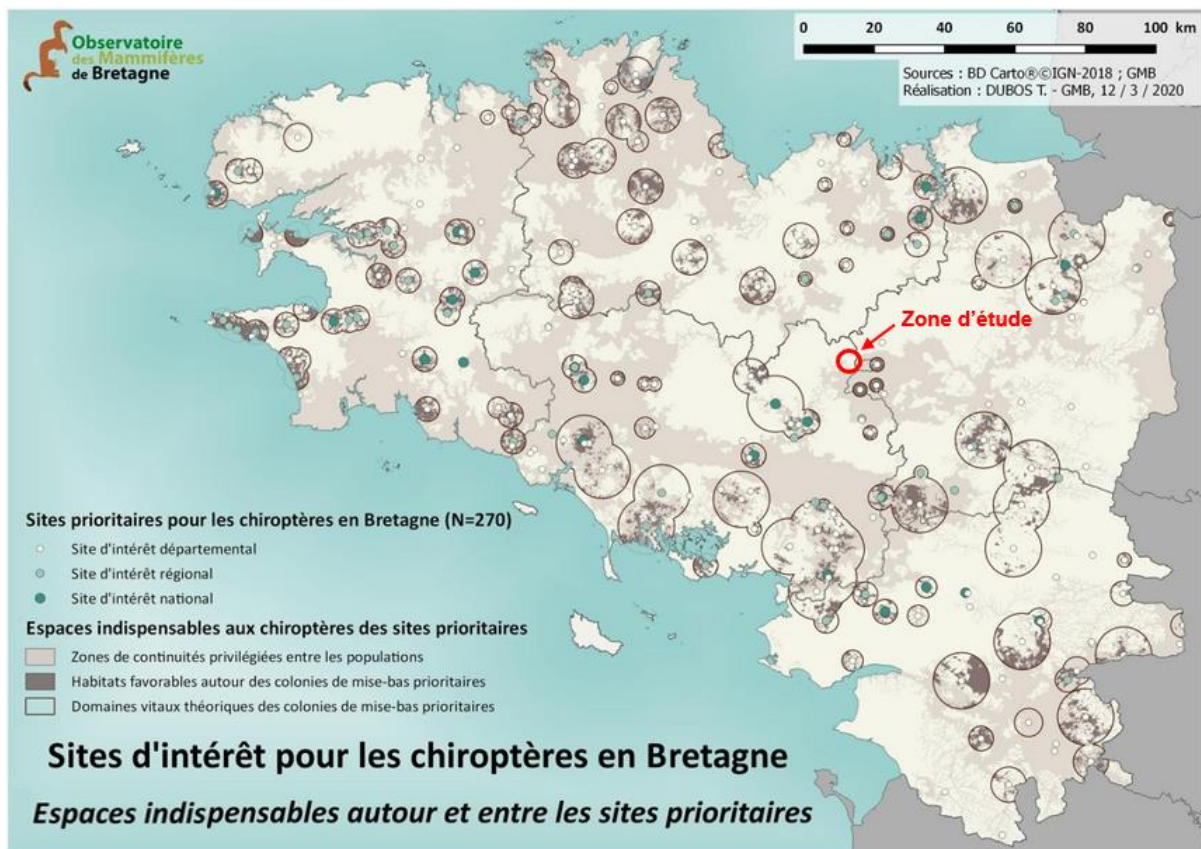 Observatoire
des Mammifères
de Bretagne
0 20 40 60 80 100 km
Sources : BD Carto®©IGN-2018 ; GMB
Réalisation : DUBOS T. - GMB, 12 / 3 / 2020
Zone d'étude
Sites prioritaires pour les chiroptères en Bretagne (N=270)
Site d'intérêt départemental
Site d'intérêt régional
Site d'intérêt national
Espaces indispensables aux chiroptères des sites prioritaires
Zones de continuités privilégiées entre les populations
Habitats favorables autour des colonies de mise-bas prioritaires
Domaines vitaux théoriques des colonies de mise-bas prioritaires
Sites d'intérêt pour les chiroptères en Bretagne
Espaces indispensables autour et entre les sites prioritaires